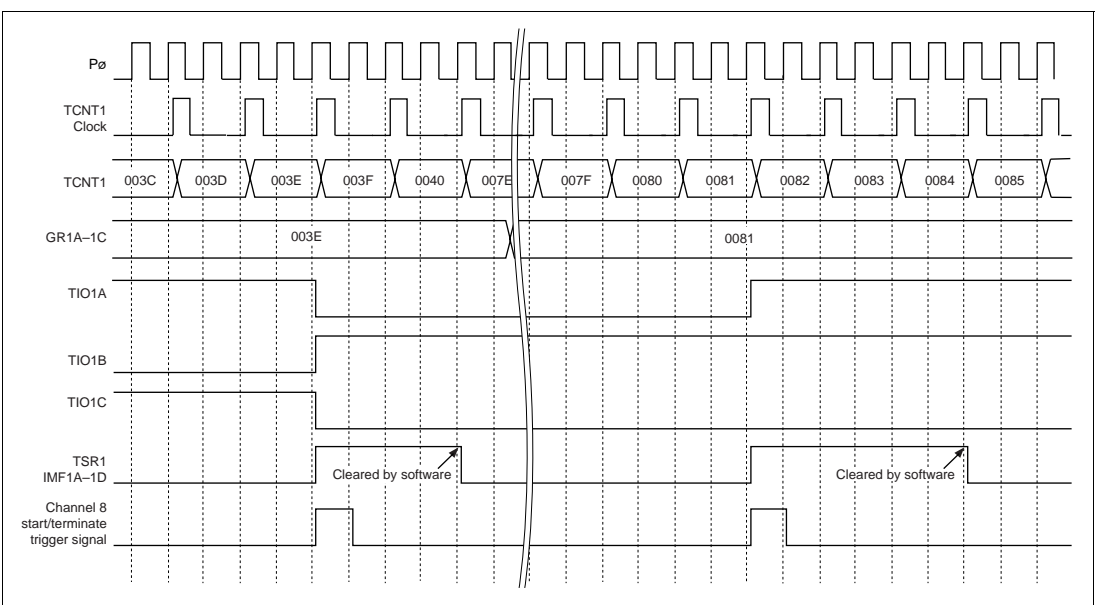 Pø
TCNT1
Clock
TCNT1 003C 003D 003E 003F 0040 007E 007F 0080 0081 0082 0083 0084 0085
GR1A–1C 003E 0081
TIO1A
TIO1B
TIO1C
TSR1
IMF1A–1D
Cleared by software Cleared by software
Channel 8
start/terminate
trigger signal